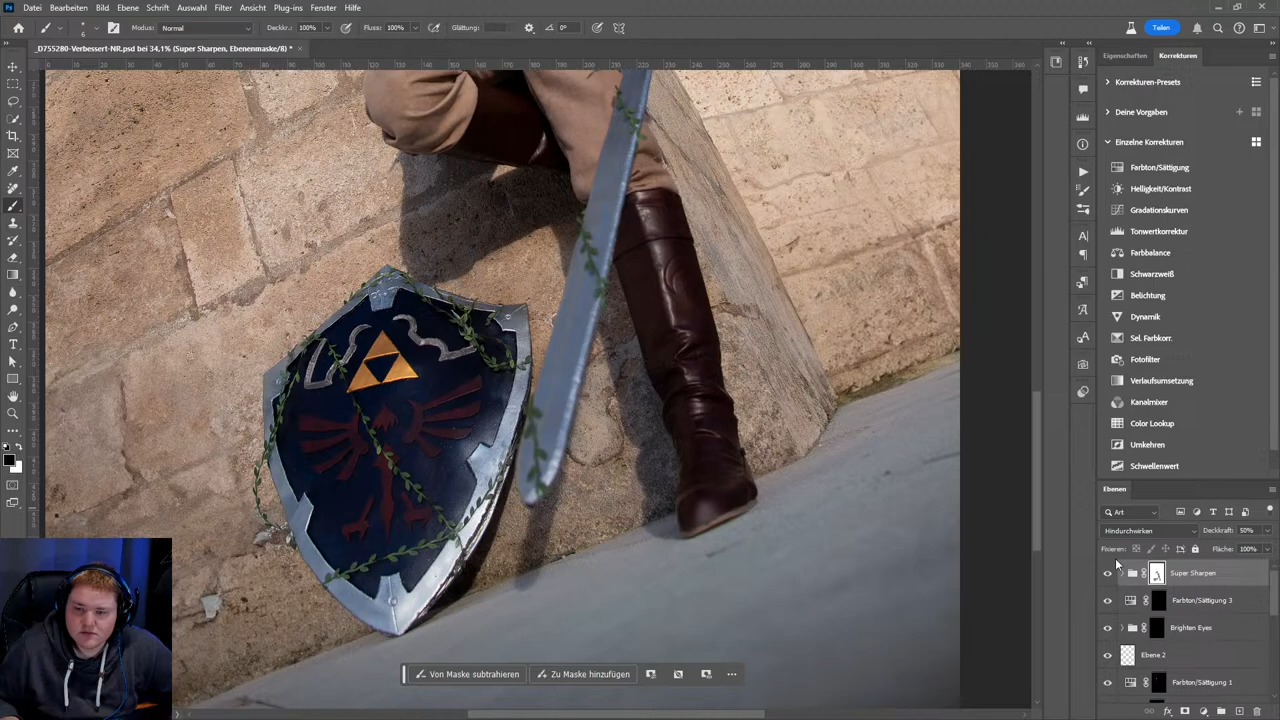 Datei Bearbeiten Bild Ebene Schrift Auswahl Filter Ansicht Plug-ins Fenster Hilfe
6 Modus: Normal Deckkr.: 100% Fluss: 100% Glättung: 0° Teilen
_D755280-Verbessert-NR.psd bei 34,1% (Super Sharpen, Ebenenmaske/8) *
Eigenschaften Korrekturen
Korrekturen-Presets
Deine Vorgaben
Einzelne Korrekturen
Farbton/Sättigung
Helligkeit/Kontrast
Gradationskurven
Tonwertkorrektur
Farbbalance
Schwarzweiß
Belichtung
Dynamik
Sel. Farbkorr.
Fotofilter
Verlaufsumsetzung
Kanalmixer
Color Lookup
Umkehren
Schwellenwert
Ebenen
Art
Hindurchwirken Deckkraft: 50%
Fixieren: Fläche: 100%
Super Sharpen
Farbton/Sättigung 3
Brighten Eyes
Ebene 2
Farbton/Sättigung 1
Von Maske subtrahieren Zu Maske hinzufügen